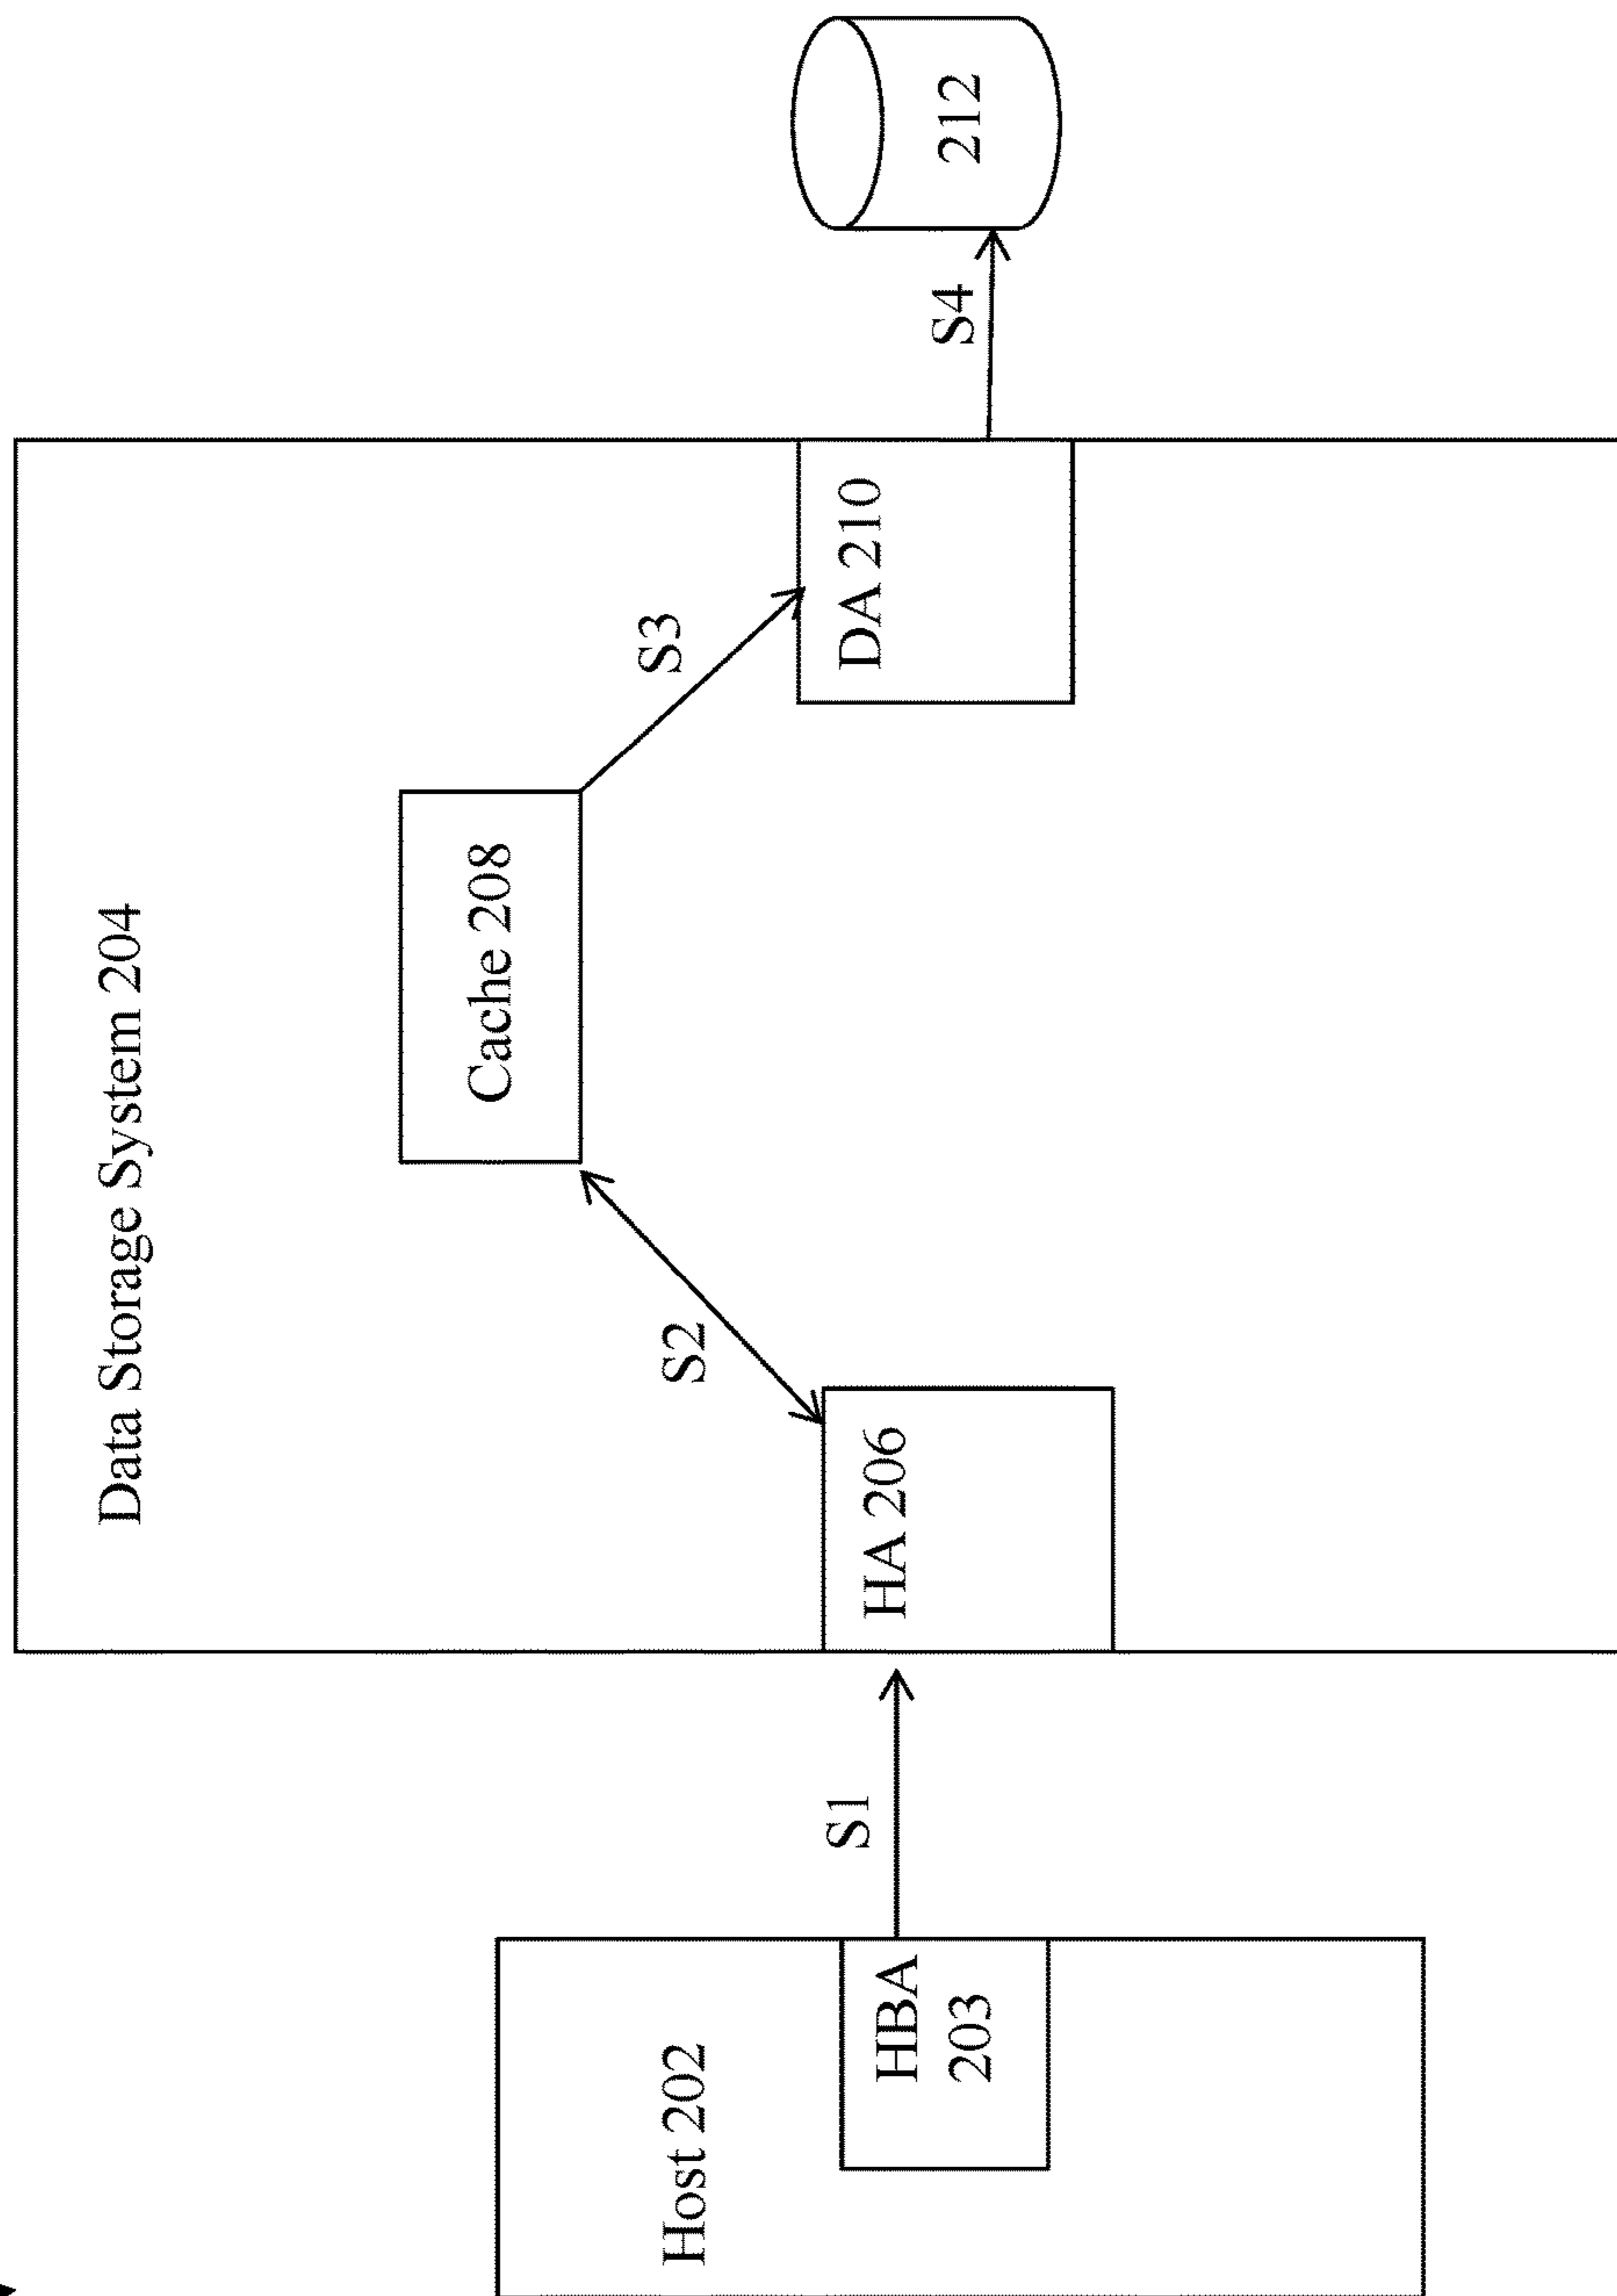 Data Storage System 204
Cache 208
S2
S3
Host 202
S1
HBA
203
HA 206
DA 210
S4
212